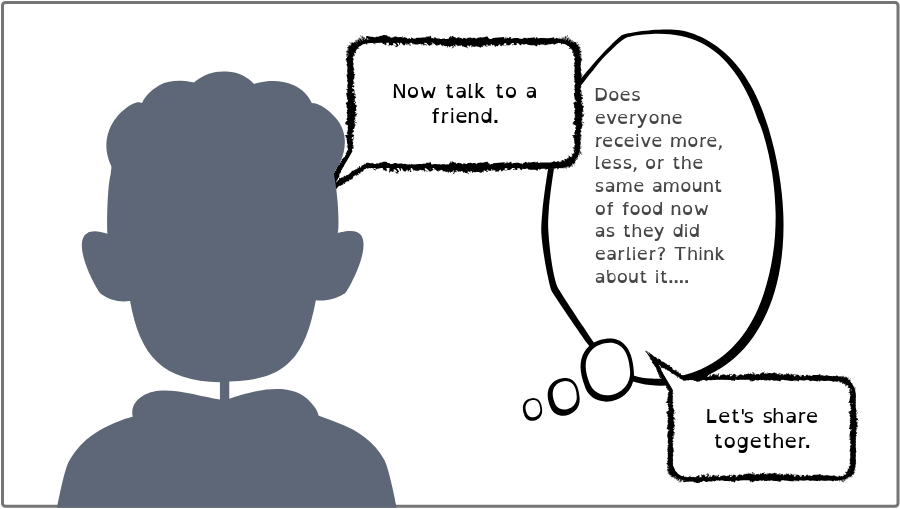 Now talk to a
friend.
Does
everyone
receive more,
less, or the
same amount
of food now
as they did
earlier? Think
about it....
Let's share
together.